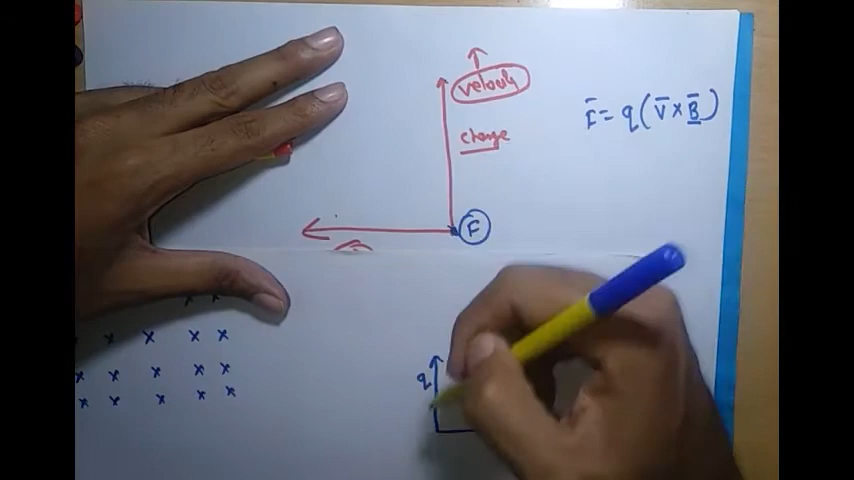 velocity
charge
F̄ = q ( V̄ × B̄ )
F
x x
x x x x x
x x x x x
x x x x x
q